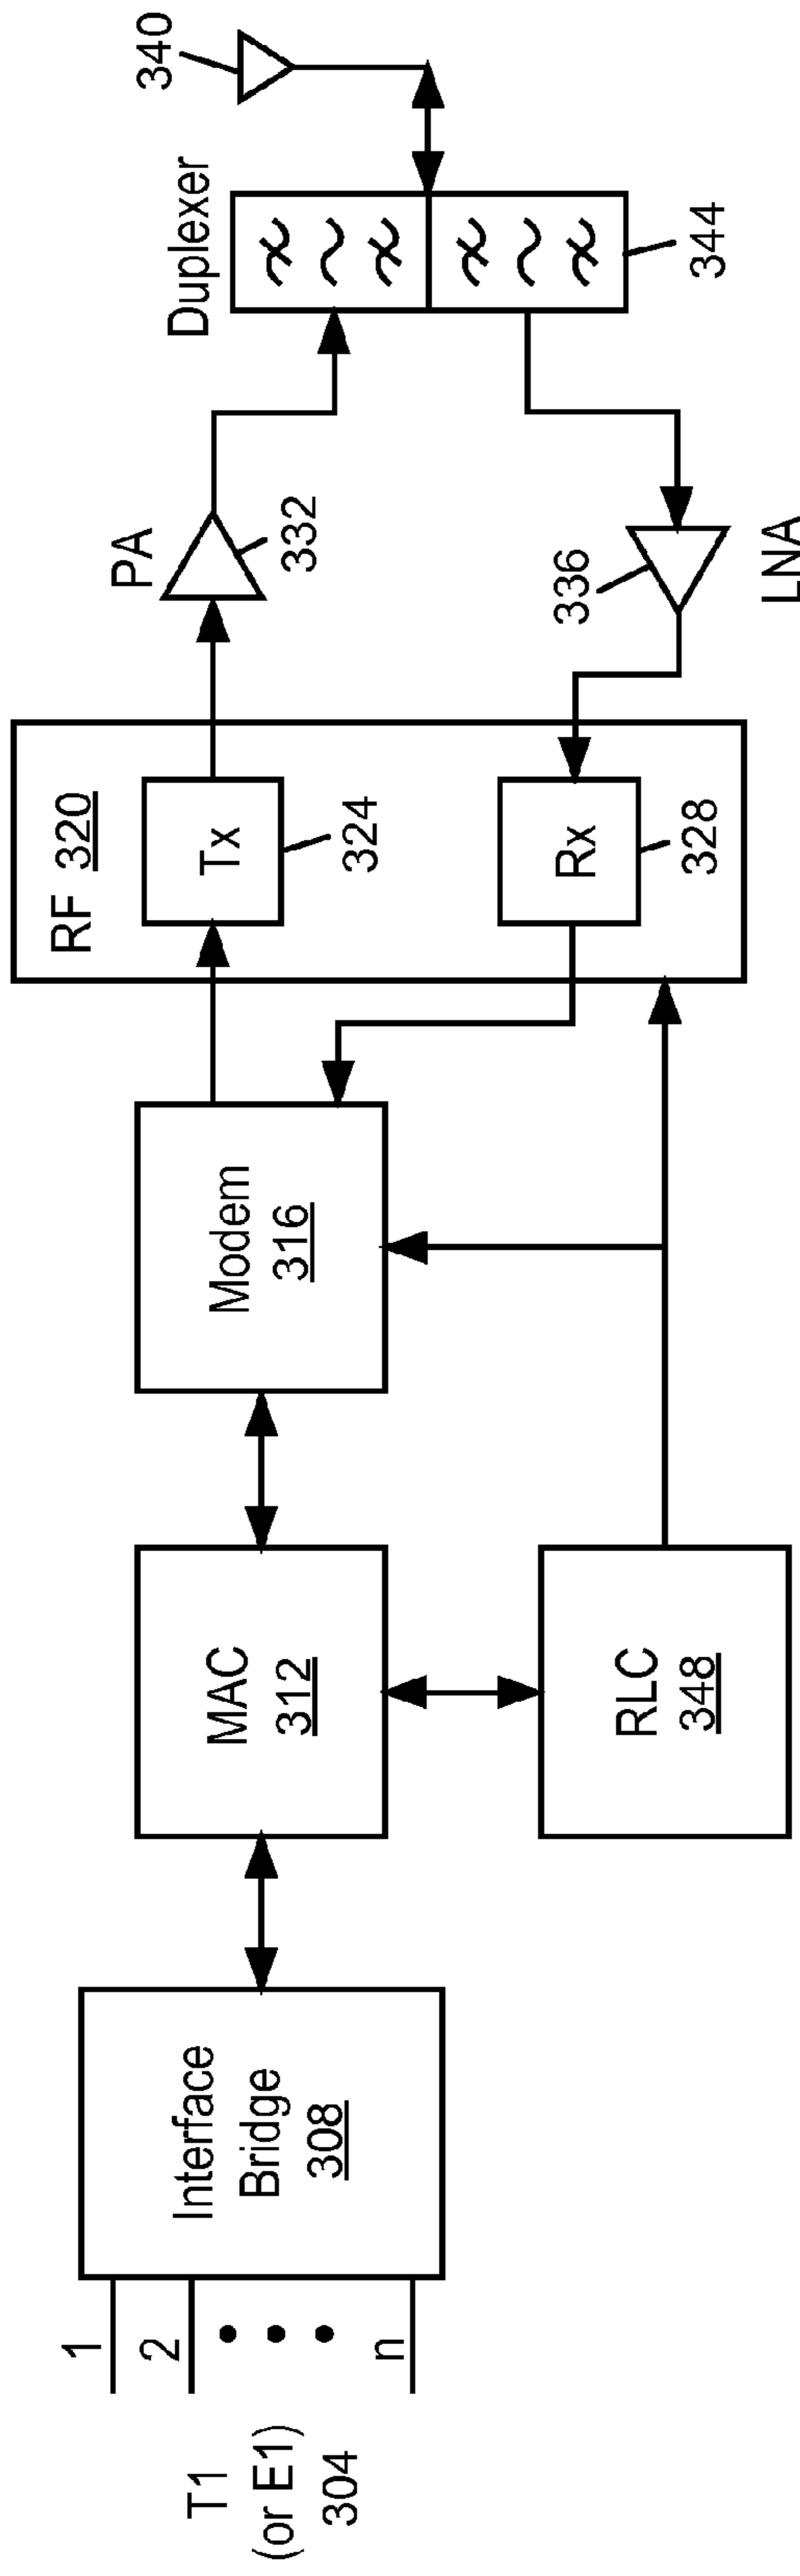 T1
(or E1)
304
1
2
n
Interface
Bridge
308
MAC
312
RLC
348
Modem
316
RF 320
Tx
324
Rx
328
PA
332
336
LNA
Duplexer
344
340